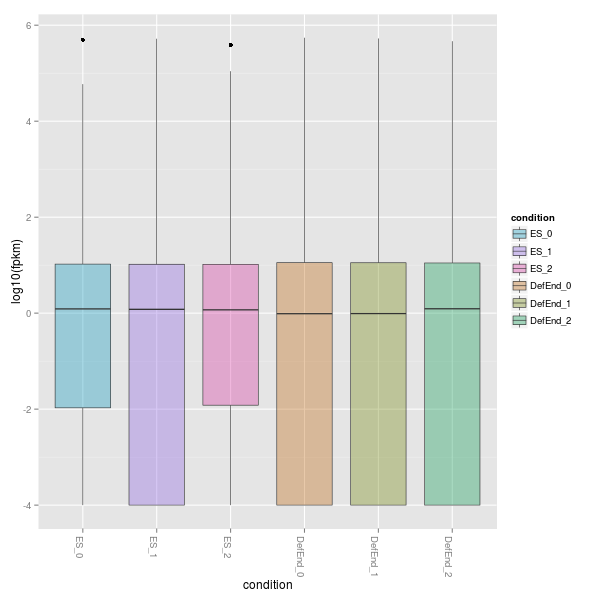 6
4
2
0
-2
-4
log10(fpkm)
ES_0
ES_1
ES_2
DefEnd_0
DefEnd_1
DefEnd_2
condition
condition
ES_0
ES_1
ES_2
DefEnd_0
DefEnd_1
DefEnd_2